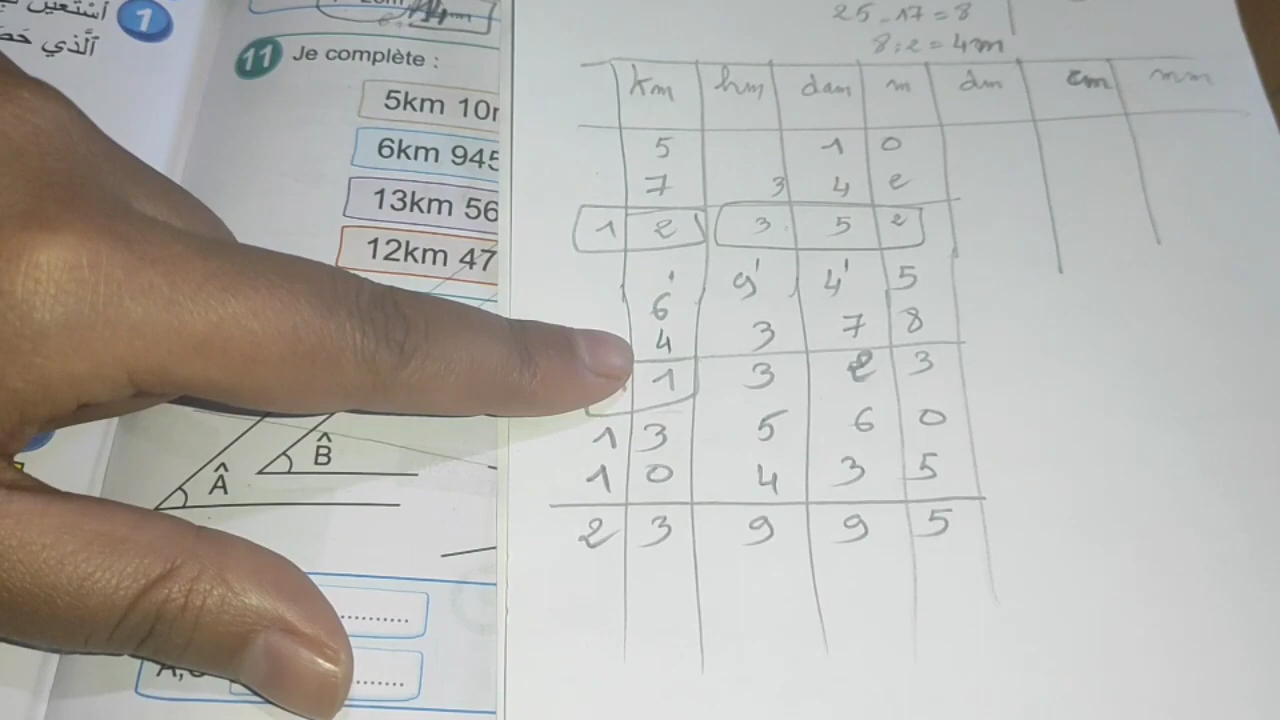 أستعين
1
الذي
11 Je complète :
5km 10
6km 945
13km 56
12km 47
Â
B̂
25 - 17 = 8
8 : 2 = 4m
km hm dam m dm cm mm
5 1 0
7 3 4 2
1 2 3 5 2
6 9 4 5
4 3 7 8
1 3 2 3
1 3 5 6 0
1 0 4 3 5
2 3 9 9 5